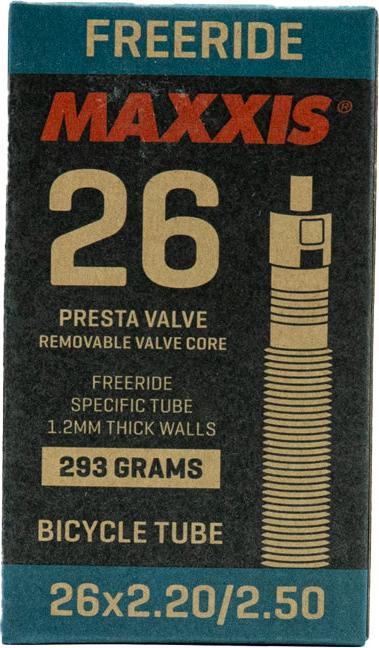 FREERIDE
MAXXIS®
26
PRESTA VALVE
REMOVABLE VALVE CORE
FREERIDE
SPECIFIC TUBE
1.2MM THICK WALLS
293 GRAMS
BICYCLE TUBE
26x2.20/2.50